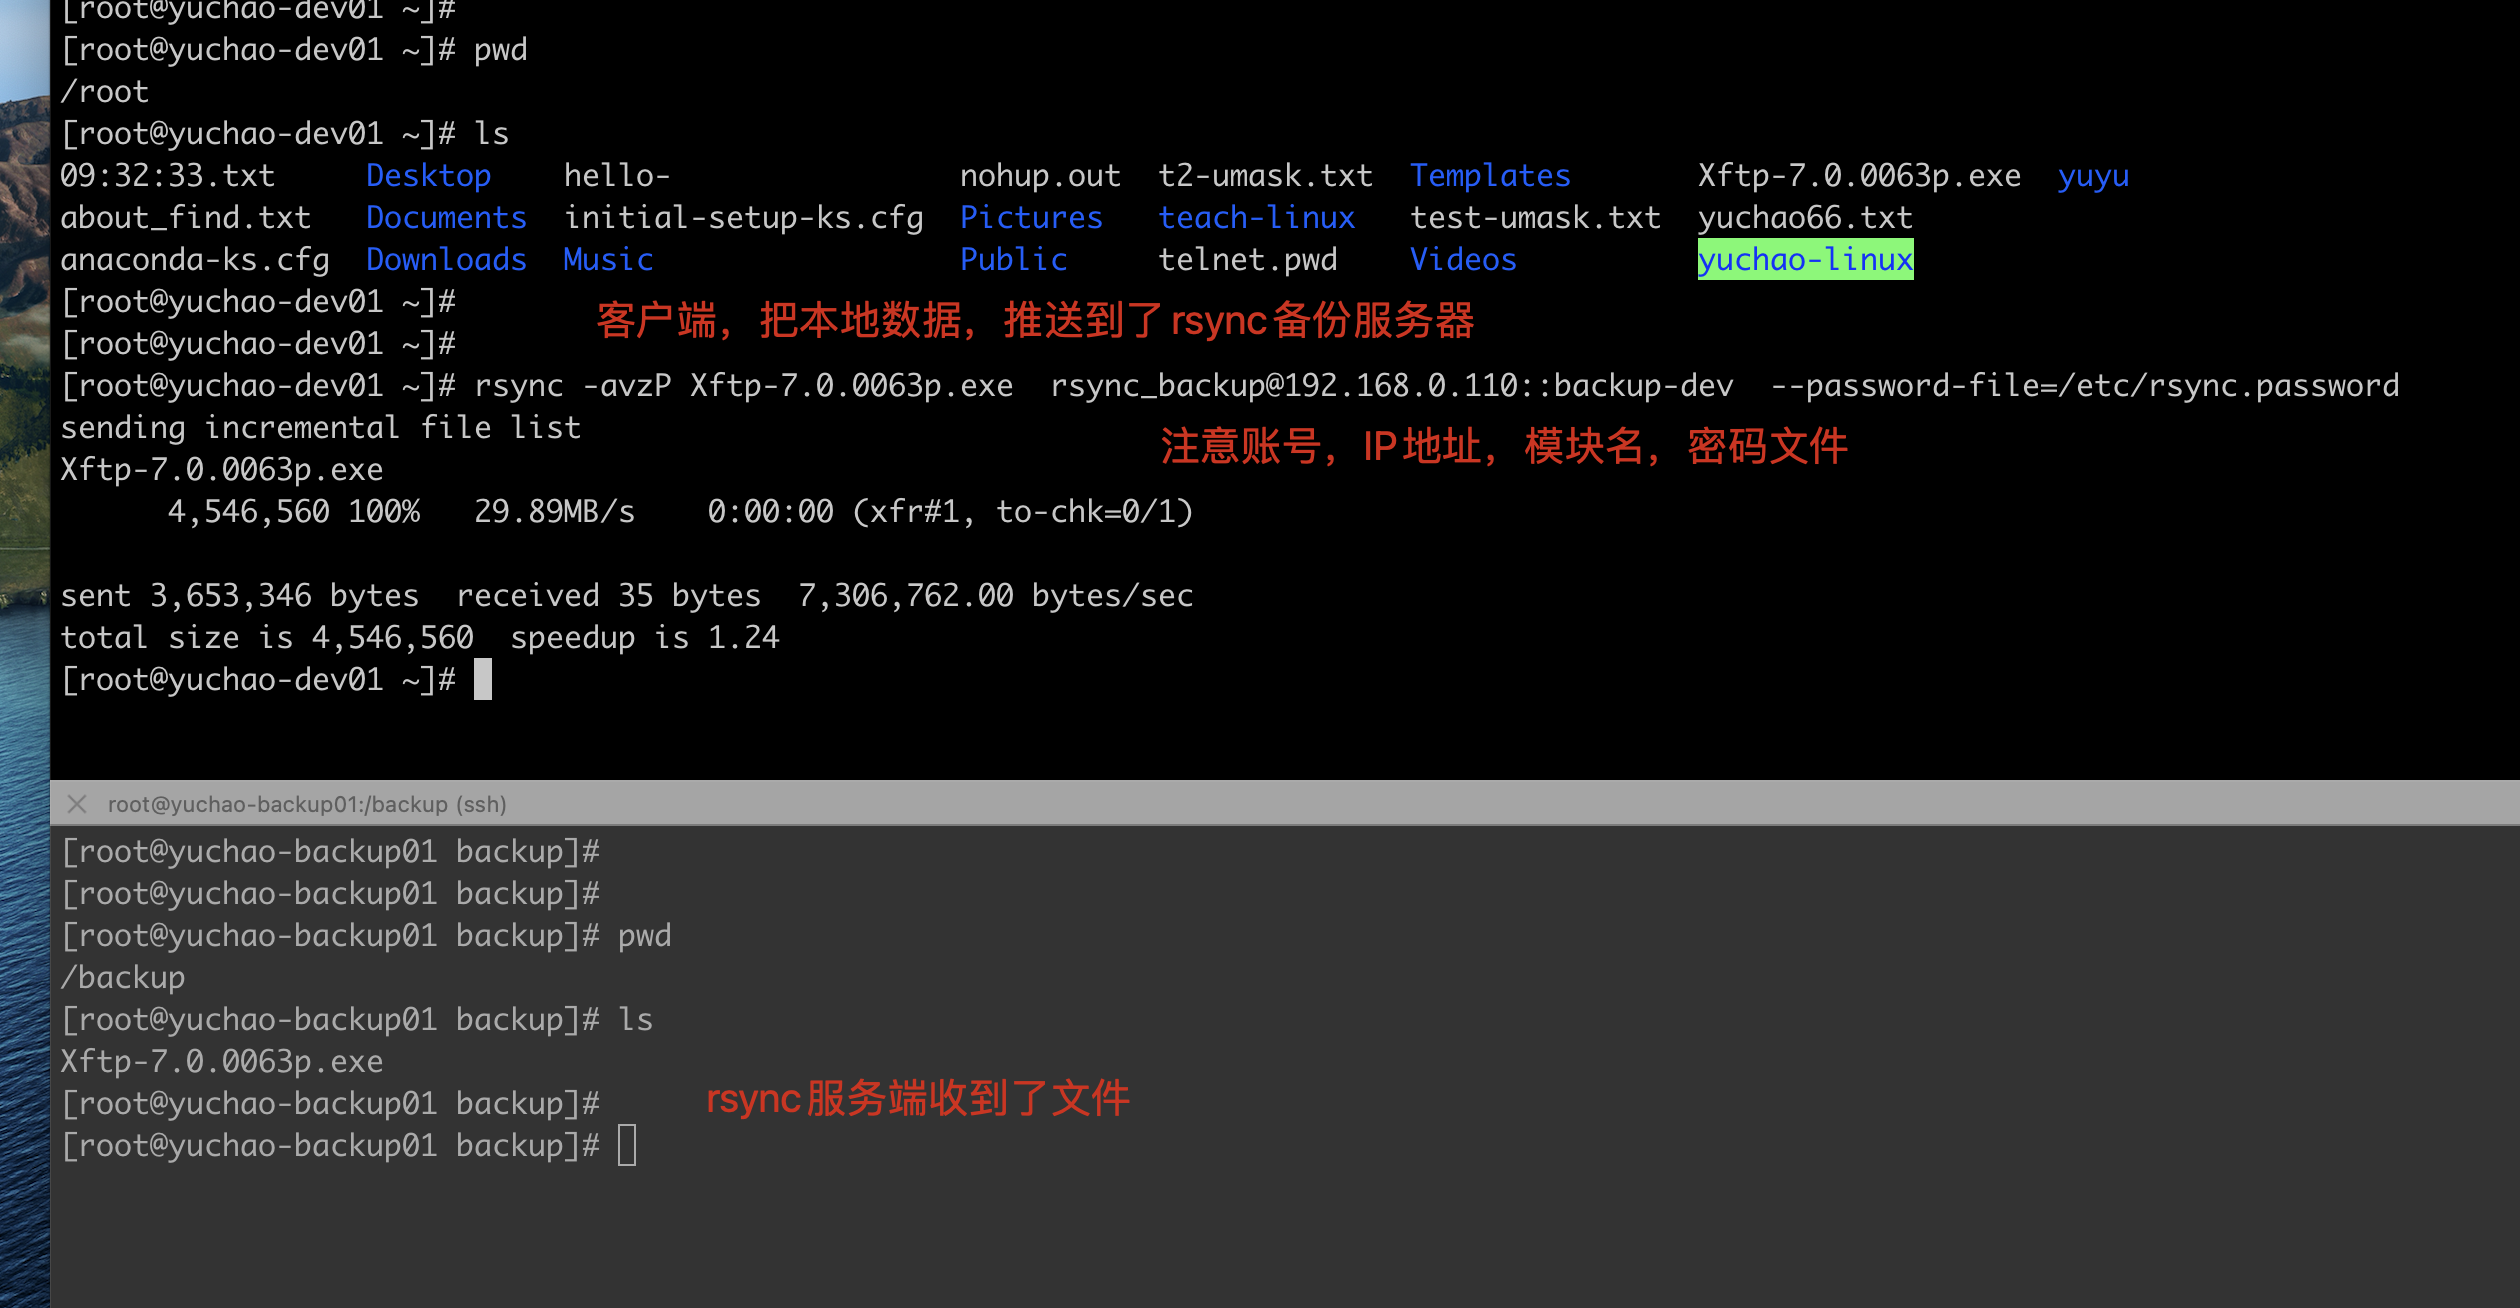 [root@yuchao-dev01 ~]#
[root@yuchao-dev01 ~]# pwd
/root
[root@yuchao-dev01 ~]# ls
09:32:33.txt     Desktop    hello-                nohup.out  t2-umask.txt  Templates       Xftp-7.0.0063p.exe  yuyu
about_find.txt   Documents  initial-setup-ks.cfg  Pictures   teach-linux   test-umask.txt  yuchao66.txt
anaconda-ks.cfg  Downloads  Music                 Public     telnet.pwd    Videos          yuchao-linux
[root@yuchao-dev01 ~]#
客户端，把本地数据，推送到了rsync备份服务器
[root@yuchao-dev01 ~]#
[root@yuchao-dev01 ~]# rsync -avzP Xftp-7.0.0063p.exe  rsync_backup@192.168.0.110::backup-dev  --password-file=/etc/rsync.password
sending incremental file list
注意账号，IP地址，模块名，密码文件
Xftp-7.0.0063p.exe
      4,546,560 100%   29.89MB/s    0:00:00 (xfr#1, to-chk=0/1)
sent 3,653,346 bytes  received 35 bytes  7,306,762.00 bytes/sec
total size is 4,546,560  speedup is 1.24
[root@yuchao-dev01 ~]#
root@yuchao-backup01:/backup (ssh)
[root@yuchao-backup01 backup]#
[root@yuchao-backup01 backup]#
[root@yuchao-backup01 backup]# pwd
/backup
[root@yuchao-backup01 backup]# ls
Xftp-7.0.0063p.exe
[root@yuchao-backup01 backup]#
rsync服务端收到了文件
[root@yuchao-backup01 backup]#